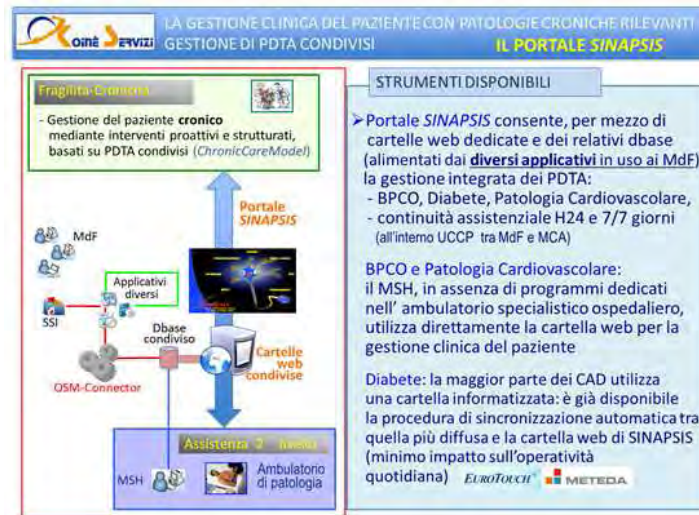 Koinè Servizi
LA GESTIONE CLINICA DEL PAZIENTE CON PATOLOGIE CRONICHE RILEVANTI
GESTIONE DI PDTA CONDIVISI
IL PORTALE SINAPSIS
Fragilità-Cronicità
- Gestione del paziente cronico
mediante interventi proattivi e strutturati,
basati su PDTA condivisi (ChronicCareModel)
Portale
SINAPSIS
MdF
Applicativi
diversi
SSI
Dbase
condiviso
OSM-Connector
Cartelle
web
condivise
Assistenza 2° livello
MSH
Ambulatorio
di patologia
STRUMENTI DISPONIBILI
➢Portale SINAPSIS consente, per mezzo di
cartelle web dedicate e dei relativi dbase
(alimentati dai diversi applicativi in uso ai MdF)
la gestione integrata dei PDTA:
- BPCO, Diabete, Patologia Cardiovascolare,
- continuità assistenziale H24 e 7/7 giorni
(all'interno UCCP tra MdF e MCA)
BPCO e Patologia Cardiovascolare:
il MSH, in assenza di programmi dedicati
nell' ambulatorio specialistico ospedaliero,
utilizza direttamente la cartella web per la
gestione clinica del paziente
Diabete: la maggior parte dei CAD utilizza
una cartella informatizzata: è già disponibile
la procedura di sincronizzazione automatica tra
quella più diffusa e la cartella web di SINAPSIS
(minimo impatto sull'operatività
quotidiana) EUROTOUCH METEDA